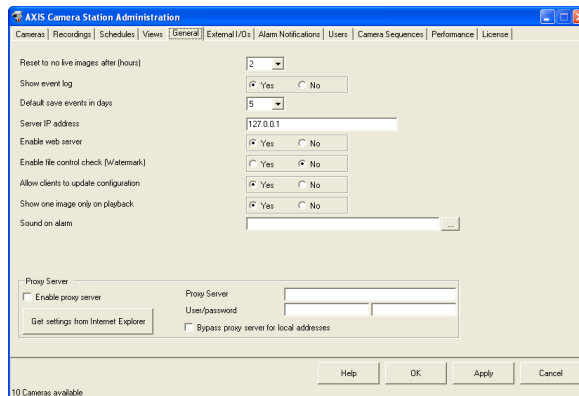 AXIS Camera Station Administration
Cameras Recordings Schedules Views General External I/Os Alarm Notifications Users Camera Sequences Performance License
Reset to no live images after (hours) 2
Show event log Yes No
Default save events in days 5
Server IP address 127.0.0.1
Enable web server Yes No
Enable file control check (Watermark) Yes No
Allow clients to update configuration Yes No
Show one image only on playback Yes No
Sound on alarm ...
Proxy Server
Enable proxy server Proxy Server
User/password
Get settings from Internet Explorer
Bypass proxy server for local addresses
Help OK Apply Cancel
10 Cameras available